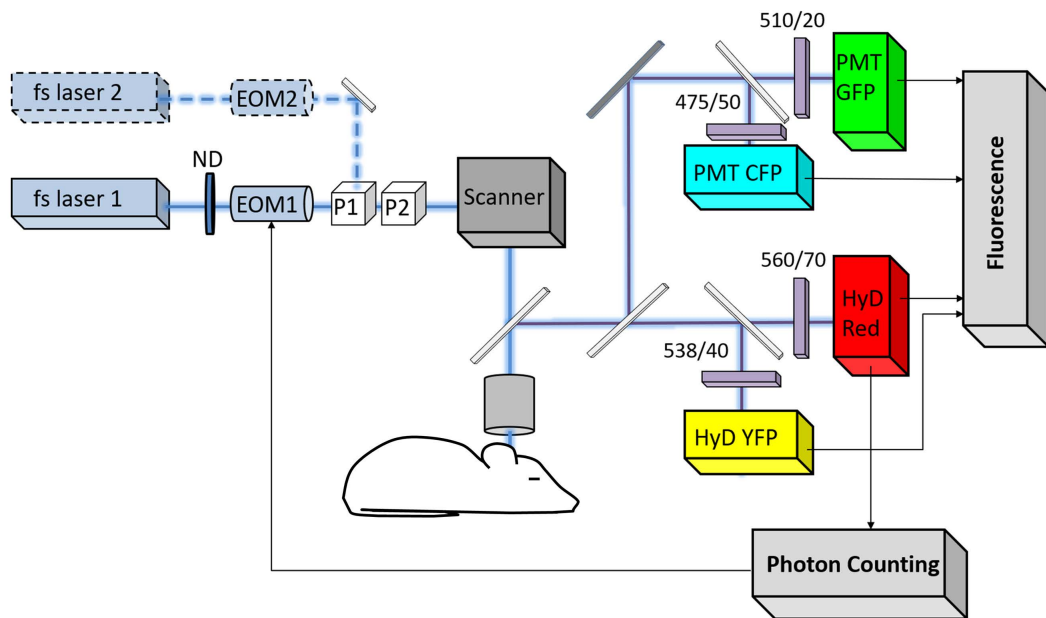 510/20
PMT
GFP
fs laser 2
EOM2
475/50
PMT CFP
ND
fs laser 1
EOM1
P1
P2
Scanner
Fluorescence
560/70
HyD
Red
538/40
HyD YFP
Photon Counting